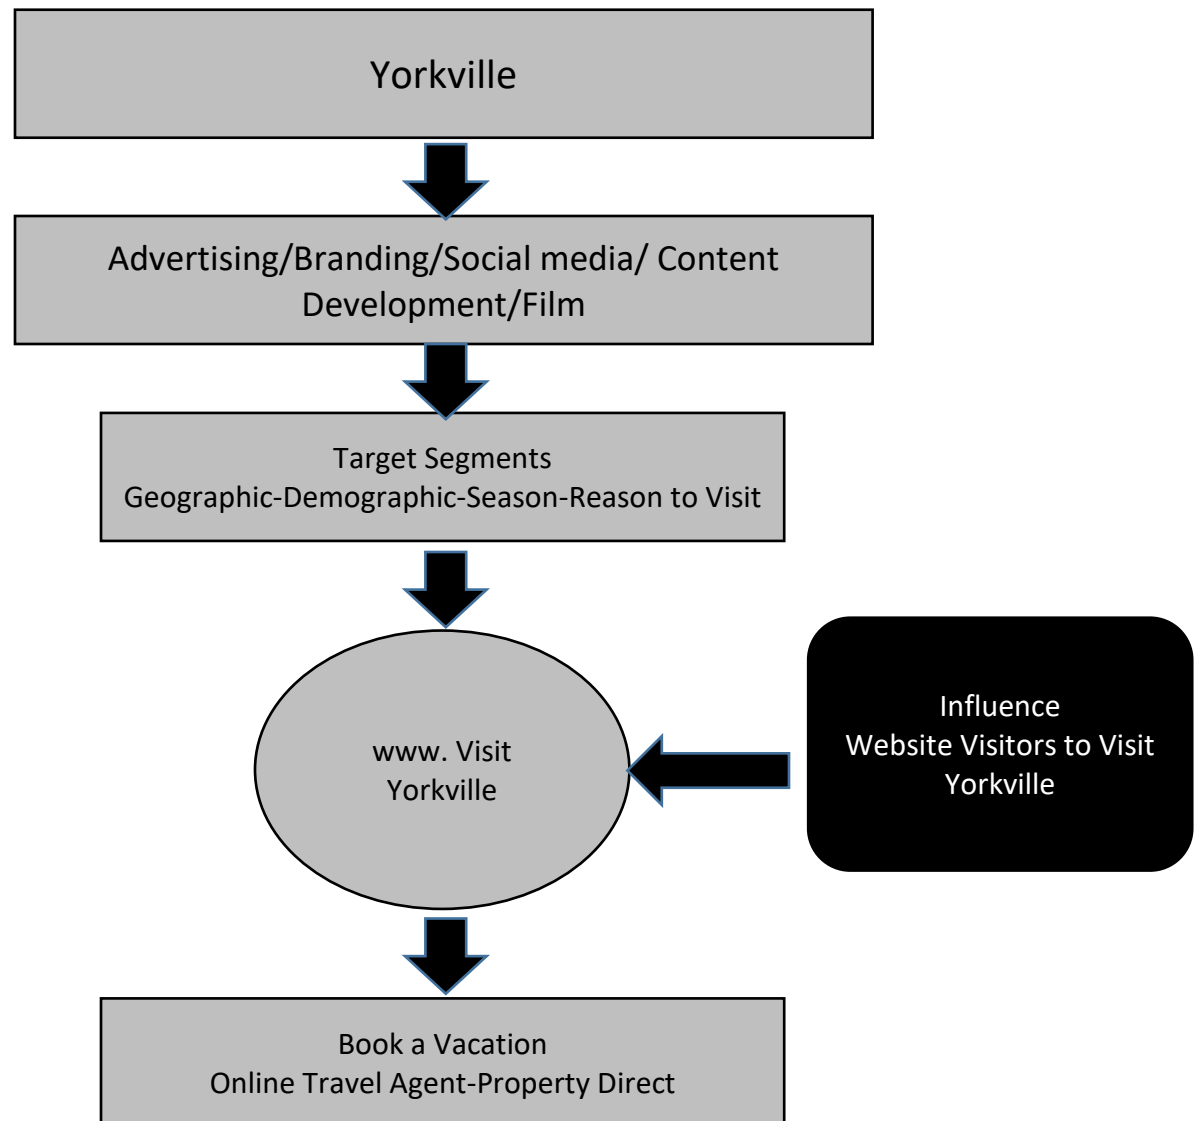 Yorkville
Advertising/Branding/Social media/ Content
Development/Film
Target Segments
Geographic-Demographic-Season-Reason to Visit
www. Visit
Yorkville
Influence
Website Visitors to Visit
Yorkville
Book a Vacation
Online Travel Agent-Property Direct